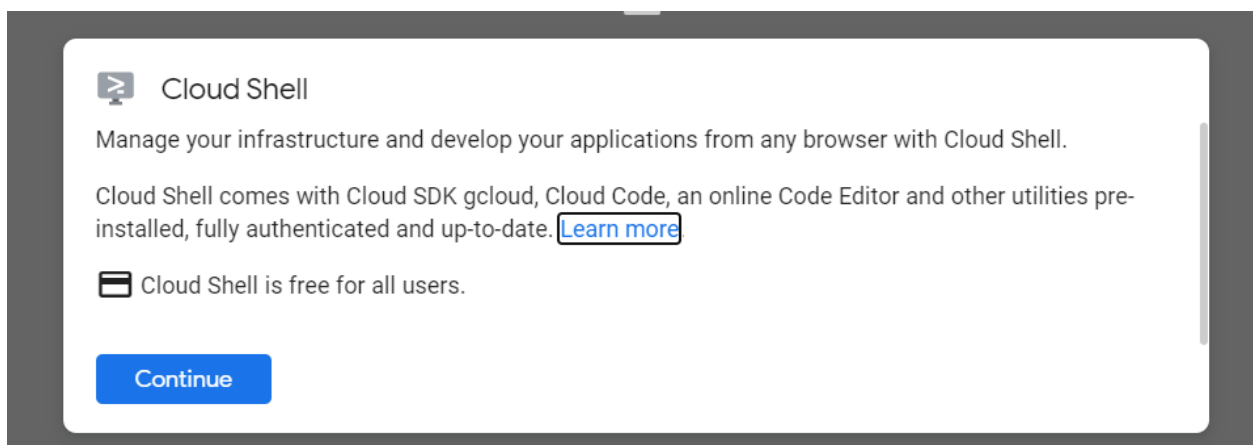 Cloud Shell
Manage your infrastructure and develop your applications from any browser with Cloud Shell.
Cloud Shell comes with Cloud SDK gcloud, Cloud Code, an online Code Editor and other utilities pre-
installed, fully authenticated and up-to-date. Learn more
Cloud Shell is free for all users.
Continue